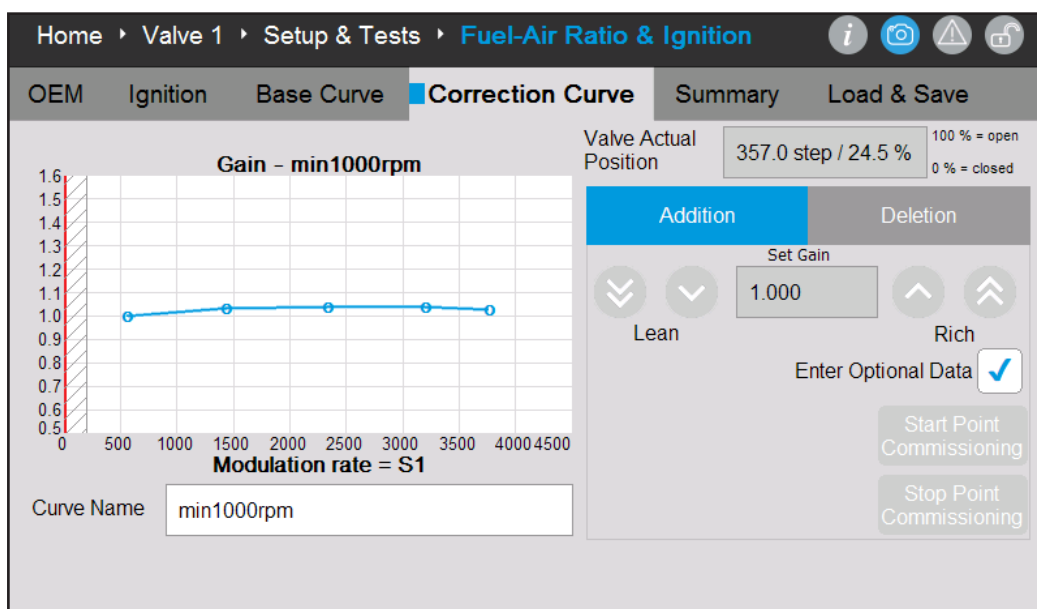 Home ‣ Valve 1 ‣ Setup & Tests ‣ Fuel-Air Ratio & Ignition
OEM Ignition Base Curve Correction Curve Summary Load & Save
Valve Actual
Position
357.0 step / 24.5 %
100 % = open
0 % = closed
Gain - min1000rpm
1.6
1.5
1.4
1.3
1.2
1.1
1.0
0.9
0.8
0.7
0.6
0.5
0 500 1000 1500 2000 2500 3000 3500 4000 4500
Modulation rate = S1
Curve Name min1000rpm
Addition Deletion
Set Gain
1.000
Lean Rich
Enter Optional Data
Start Point
Commissioning
Stop Point
Commissioning